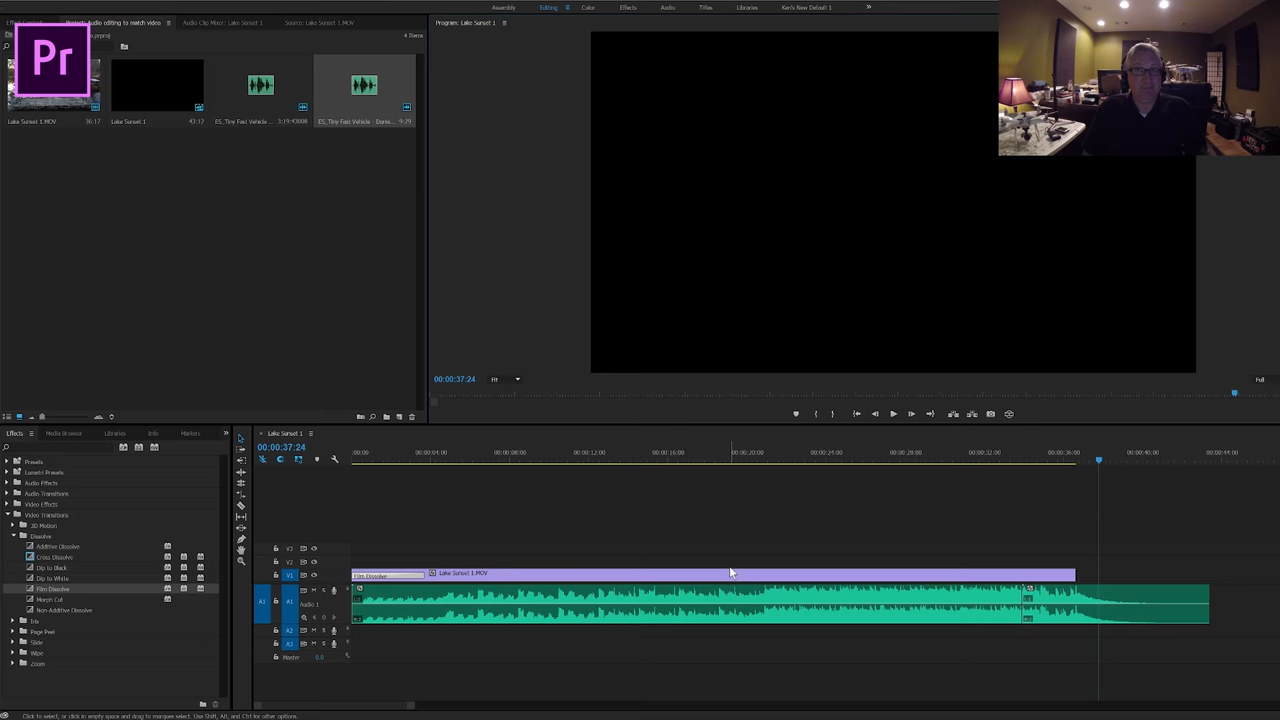 Assembly Editing Color Effects Audio Titles Libraries Ken's New Default 1 »
Project: Audio editing to match video Audio Clip Mixer: Lake Sunset 1 Source: Lake Sunset 1.MOV Program: Lake Sunset 1
Pr
4 Items
Lake Sunset 1.MOV 36:17 Lake Sunset 1 43:12 ES_Tiny Fast Vehicle 3:19:43008 ES_Tiny Fast Vehicle - Danie... 9:29
00:00:37:24 Fit Full
Effects Media Browser Libraries Info Markers »
Lake Sunset 1
00:00:37:24
:00:00 00:00:04:00 00:00:08:00 00:00:12:00 00:00:16:00 00:00:20:00 00:00:24:00 00:00:28:00 00:00:32:00 00:00:36:00 00:00:40:00 00:00:44:00
Presets
Lumetri Presets
Audio Effects
Audio Transitions
Video Effects
Video Transitions
3D Motion
Dissolve
Additive Dissolve
Cross Dissolve
Dip to Black
Dip to White
Film Dissolve
Morph Cut
Non-Additive Dissolve
Iris
Page Peel
Slide
Wipe
Zoom
V3
V2
V1 Film Dissolve Lake Sunset 1.MOV
A1 A1 M S
Audio 1
A2 M S
A3 M S
Master 0.0
Click to select, or click in empty space and drag to marquee select. Use Shift, Alt, and Ctrl for other options.